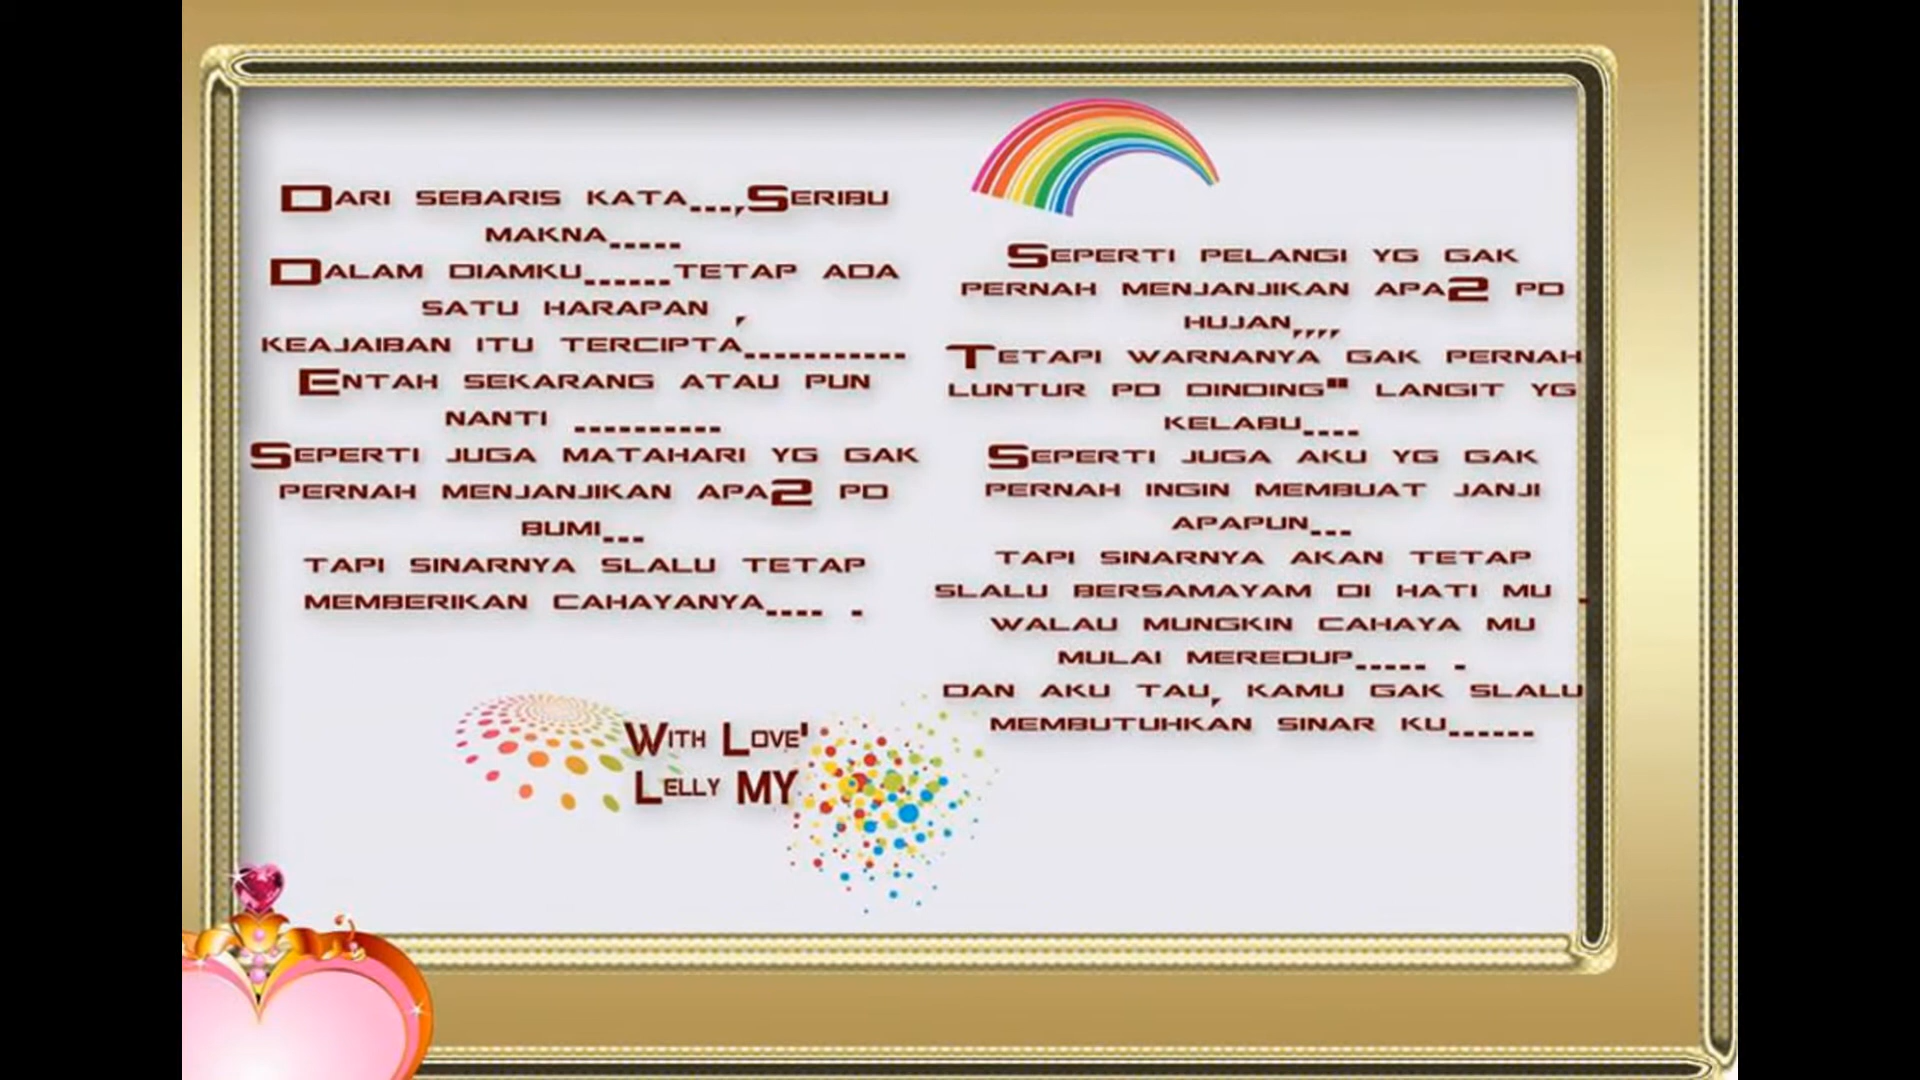 Dari sebaris kata...,Seribu
makna.....
Dalam diamku......tetap ada
satu harapan ,
keajaiban itu tercipta............
Entah sekarang atau pun
nanti ..........
Seperti juga matahari yg gak
pernah menjanjikan apa2 pd
bumi...
tapi sinarnya slalu tetap
memberikan cahayanya.... .
Seperti pelangi yg gak
pernah menjanjikan apa2 pd
hujan,,,,
Tetapi warnanya gak pernah
luntur pd dinding" langit yg
kelabu....
Seperti juga aku yg gak
pernah ingin membuat janji
apapun...
tapi sinarnya akan tetap
slalu bersamayam di hati mu .
walau mungkin cahaya mu
mulai meredup..... .
dan aku tau, kamu gak slalu
membutuhkan sinar ku......
With Love'
Lelly MY